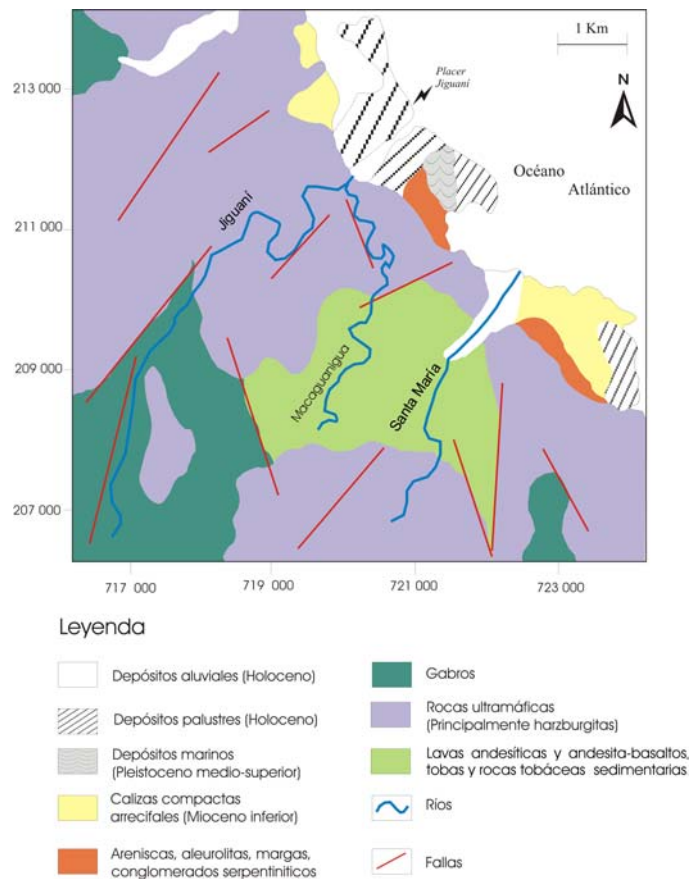 1 Km
Placer
Jiguaní
N
213 000
Océano
Atlántico
211 000
Jiguaní
209 000
Macaguanigua
Santa María
207 000
717 000
719 000
721 000
723 000
Leyenda
Depósitos aluviales (Holoceno)
Depósitos palustres (Holoceno)
Depósitos marinos
(Pleistoceno medio-superior)
Calizas compactas
arrecifales (Mioceno inferior)
Areniscas, aleurolitas, margas,
conglomerados serpentiníticos
Gabros
Rocas ultramáficas
(Principalmente harzburgitas)
Lavas andesíticas y andesita-basaltos,
tobas y rocas tobáceas sedimentarias.
Ríos
Fallas